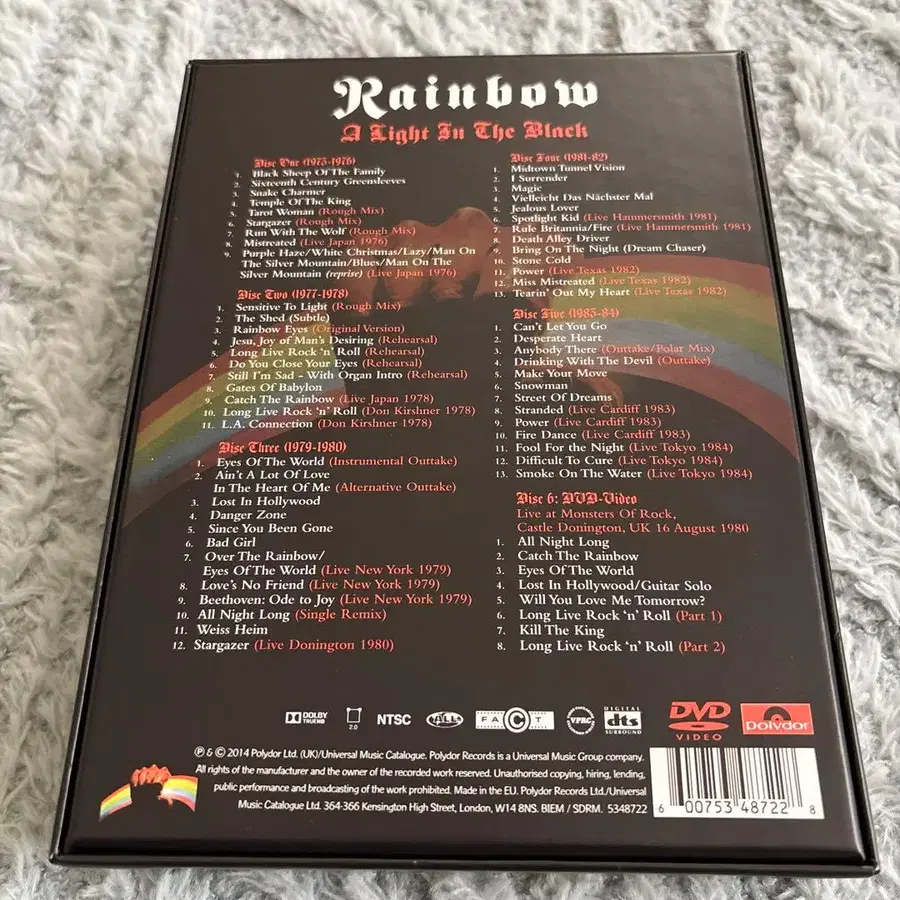 Rainbow
A Light In The Black
Disc One (1975-1976)
1. Black Sheep Of The Family
2. Sixteenth Century Greensleeves
3. Snake Charmer
4. Temple Of The King
5. Tarot Woman (Rough Mix)
6. Stargazer (Rough Mix)
7. Run With The Wolf (Rough Mix)
8. Mistreated (Live Japan 1976)
9. Purple Haze/White Christmas/Lazy/Man On
The Silver Mountain/Blues/Man On The
Silver Mountain (reprise) (Live Japan 1976)
Disc Two (1977-1978)
1. Sensitive To Light (Rough Mix)
2. The Shed (Subtle)
3. Rainbow Eyes (Original Version)
4. Jesu, Joy of Man's Desiring (Rehearsal)
5. Long Live Rock 'n' Roll (Rehearsal)
6. Do You Close Your Eyes (Rehearsal)
7. Still I'm Sad - With Organ Intro (Rehearsal)
8. Gates Of Babylon
9. Catch The Rainbow (Live Japan 1978)
10. Long Live Rock 'n' Roll (Don Kirshner 1978)
11. L.A. Connection (Don Kirshner 1978)
Disc Three (1979-1980)
1. Eyes Of The World (Instrumental Outtake)
2. Ain't A Lot Of Love
In The Heart Of Me (Alternative Outtake)
3. Lost In Hollywood
4. Danger Zone
5. Since You Been Gone
6. Bad Girl
7. Over The Rainbow/
Eyes Of The World (Live New York 1979)
8. Love's No Friend (Live New York 1979)
9. Beethoven: Ode to Joy (Live New York 1979)
10. All Night Long (Single Remix)
11. Weiss Heim
12. Stargazer (Live Donington 1980)
Disc Four (1981-82)
1. Midtown Tunnel Vision
2. I Surrender
3. Magic
4. Vielleicht Das Nächster Mal
5. Jealous Lover
6. Spotlight Kid (Live Hammersmith 1981)
7. Rule Britannia/Fire (Live Hammersmith 1981)
8. Death Alley Driver
9. Bring On The Night (Dream Chaser)
10. Stone Cold
11. Power (Live Texas 1982)
12. Miss Mistreated (Live Texas 1982)
13. Tearin' Out My Heart (Live Texas 1982)
Disc Five (1983-84)
1. Can't Let You Go
2. Desperate Heart
3. Anybody There (Outtake/Polar Mix)
4. Drinking With The Devil (Outtake)
5. Make Your Move
6. Snowman
7. Street Of Dreams
8. Stranded (Live Cardiff 1983)
9. Power (Live Cardiff 1983)
10. Fire Dance (Live Cardiff 1983)
11. Fool For the Night (Live Tokyo 1984)
12. Difficult To Cure (Live Tokyo 1984)
13. Smoke On The Water (Live Tokyo 1984)
Disc 6: DVD-Video
Live at Monsters Of Rock,
Castle Donington, UK 16 August 1980
1. All Night Long
2. Catch The Rainbow
3. Eyes Of The World
4. Lost In Hollywood/Guitar Solo
5. Will You Love Me Tomorrow?
6. Long Live Rock 'n' Roll (Part 1)
7. Kill The King
8. Long Live Rock 'n' Roll (Part 2)
DOLBY TRUEHD 2.0 NTSC ALL FACT VPRC DIGITAL dts SURROUND DVD VIDEO Polydor
℗ & © 2014 Polydor Ltd. (UK)/Universal Music Catalogue. Polydor Records is a Universal Music Group company.
All rights of the manufacturer and the owner of the recorded work reserved. Unauthorised copying, hiring, lending,
public performance and broadcasting of the work prohibited. Made in the EU. Polydor Records Ltd./Universal
Music Catalogue Ltd. 364-366 Kensington High Street, London, W14 8NS. BIEM / SDRM. 5348722
6 00753 48722 8